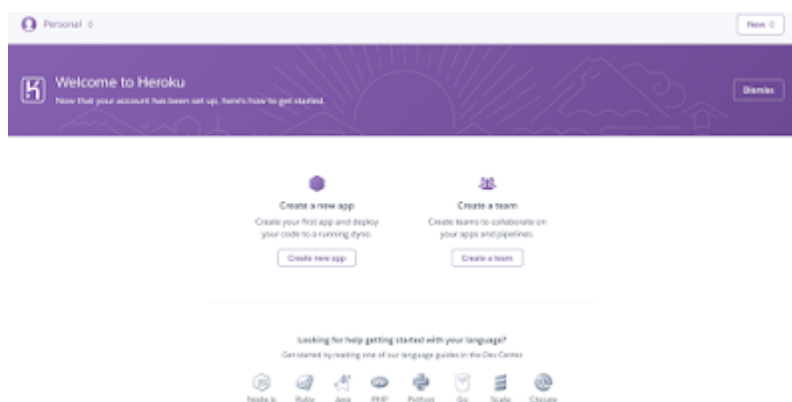 Personal
New
Welcome to Heroku
Now that your account has been set up, here's how to get started.
Dismiss
Create a new app
Create your first app and deploy
your code to a running dyno.
Create new app
Create a team
Create teams to collaborate on
your apps and pipelines.
Create a team
Looking for help getting started with your language?
Get started by reading one of our language guides in the Dev Center
Node.js Ruby Java PHP Python Go Scala Clojure